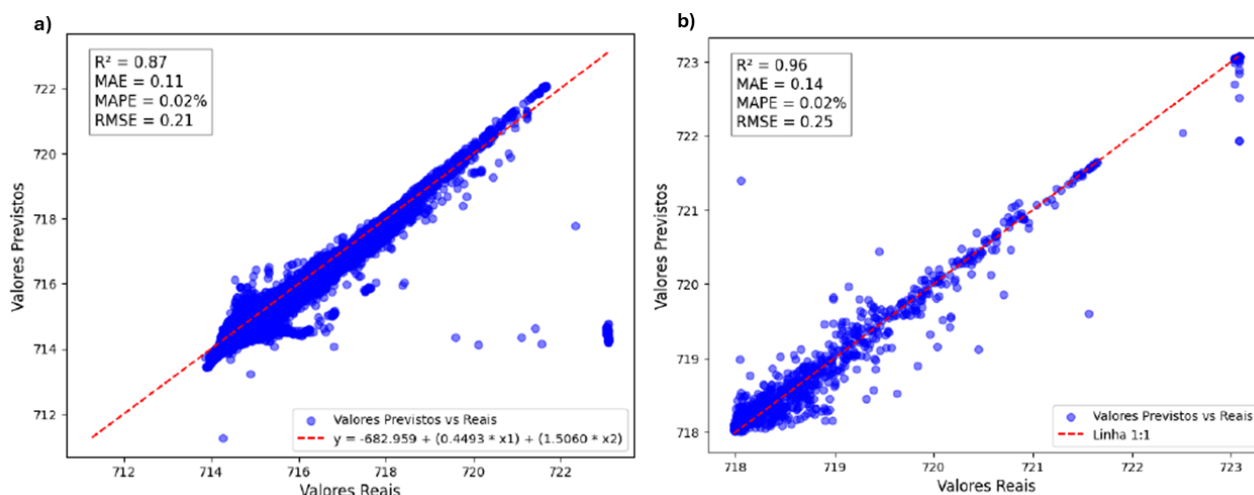 a)
R² = 0.87
MAE = 0.11
MAPE = 0.02%
RMSE = 0.21
Valores Previstos
722
720
718
716
714
712
Valores Previstos vs Reais
y = -682.959 + (0.4493 * x1) + (1.5060 * x2)
712 714 716 718 720 722
Valores Reais
b)
R² = 0.96
MAE = 0.14
MAPE = 0.02%
RMSE = 0.25
Valores Previstos
723
722
721
720
719
718
Valores Previstos vs Reais
Linha 1:1
718 719 720 721 722 723
Valores Reais